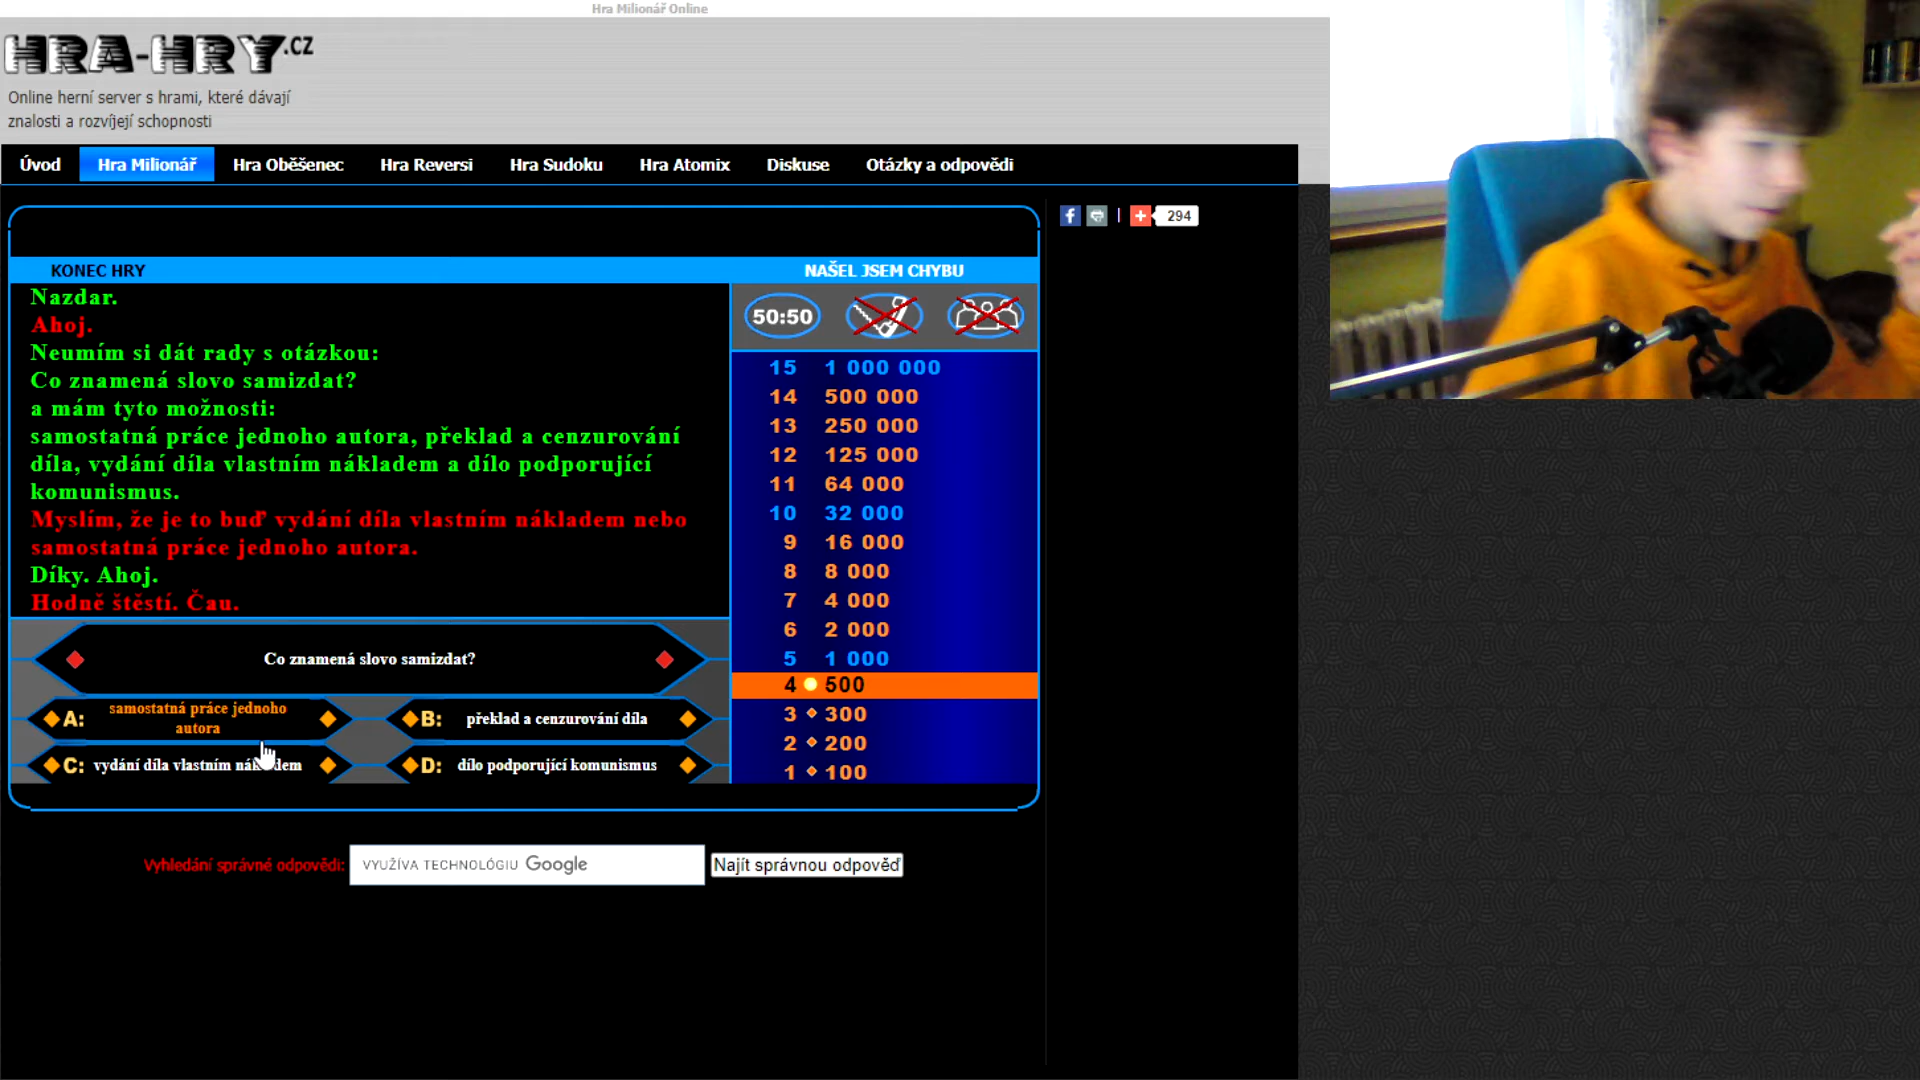 Hra Milionář Online
HRA-HRY.CZ
Online herní server s hrami, které dávají
znalosti a rozvíjejí schopnosti
Úvod Hra Milionář Hra Oběšenec Hra Reversi Hra Sudoku Hra Atomix Diskuse Otázky a odpovědi
294
KONEC HRY NAŠEL JSEM CHYBU
Nazdar.
Ahoj.
Neumím si dát rady s otázkou:
Co znamená slovo samizdat?
a mám tyto možnosti:
samostatná práce jednoho autora, překlad a cenzurování
díla, vydání díla vlastním nákladem a dílo podporující
komunismus.
Myslím, že je to buď vydání díla vlastním nákladem nebo
samostatná práce jednoho autora.
Díky. Ahoj.
Hodně štěstí. Čau.
50:50
15 1 000 000
14 500 000
13 250 000
12 125 000
11 64 000
10 32 000
9 16 000
8 8 000
7 4 000
6 2 000
5 1 000
4 500
3 300
2 200
1 100
Co znamená slovo samizdat?
A: samostatná práce jednoho
autora
B: překlad a cenzurování díla
C: vydání díla vlastním nákladem
D: dílo podporující komunismus
Vyhledání správné odpovědi: VYUŽÍVA TECHNOLÓGIU Google Najít správnou odpověď